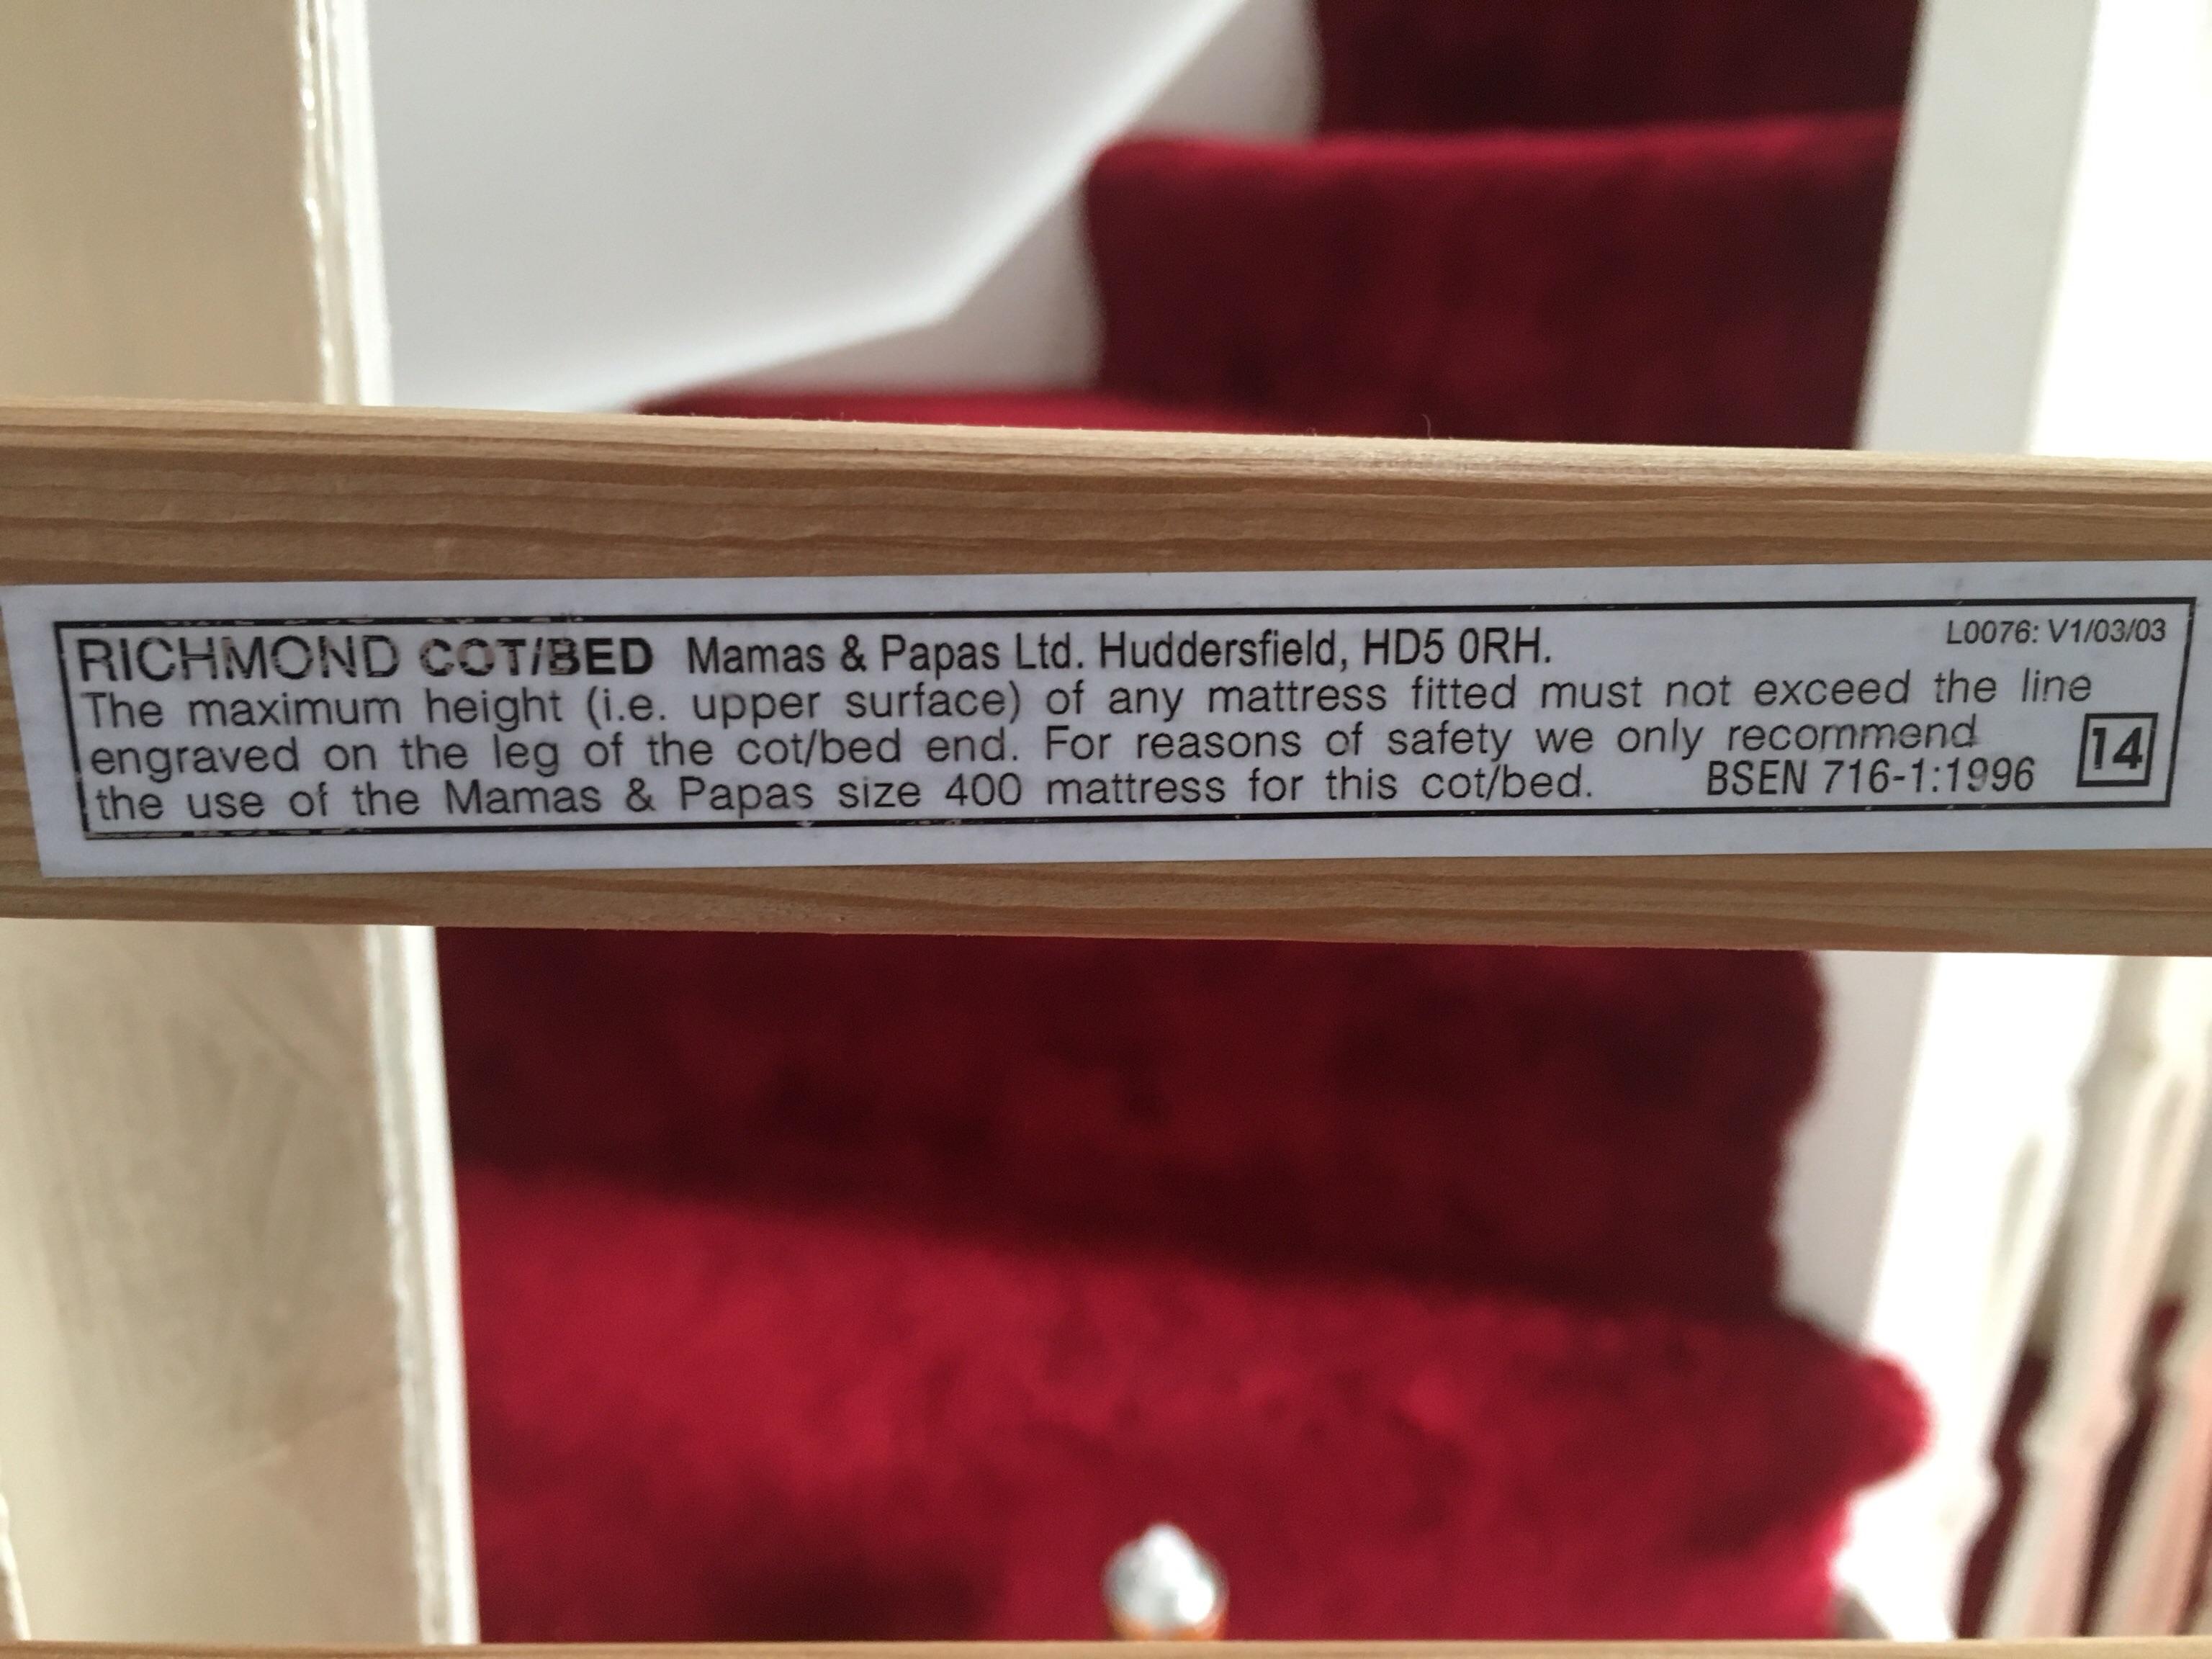 RICHMOND COT/BED Mamas & Papas Ltd. Huddersfield, HD5 0RH. L0076: V1/03/03
The maximum height (i.e. upper surface) of any mattress fitted must not exceed the line
engraved on the leg of the cot/bed end. For reasons of safety we only recommend
the use of the Mamas & Papas size 400 mattress for this cot/bed. BSEN 716-1:1996 14